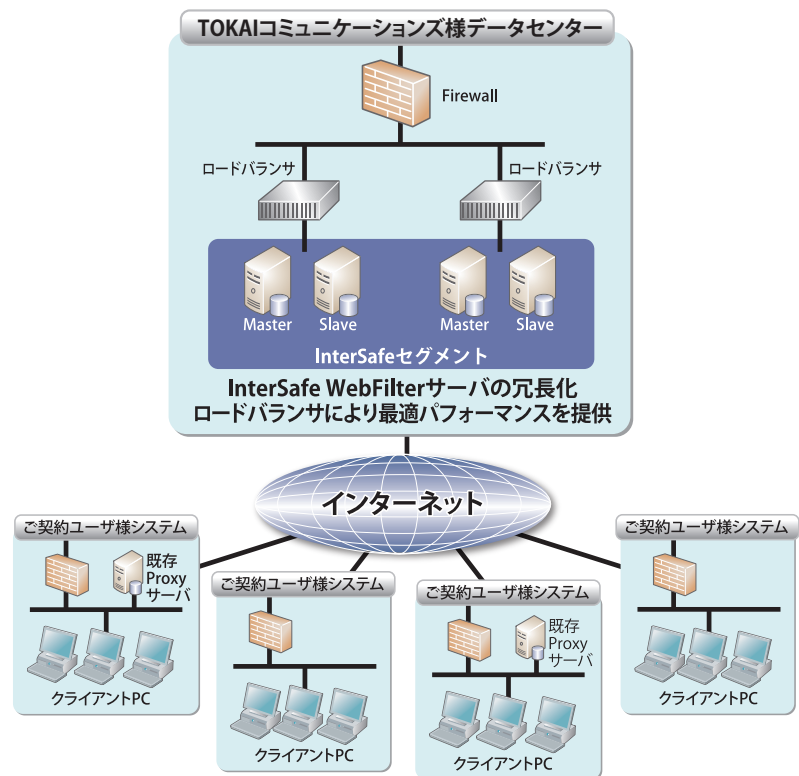 TOKAIコミュニケーションズ様データセンター
Firewall
ロードバランサ
ロードバランサ
Master
Slave
Master
Slave
InterSafeセグメント
InterSafe WebFilterサーバの冗長化
ロードバランサにより最適パフォーマンスを提供
インターネット
ご契約ユーザ様システム
既存
Proxy
サーバ
クライアントPC
ご契約ユーザ様システム
クライアントPC
ご契約ユーザ様システム
既存
Proxy
サーバ
クライアントPC
ご契約ユーザ様システム
クライアントPC